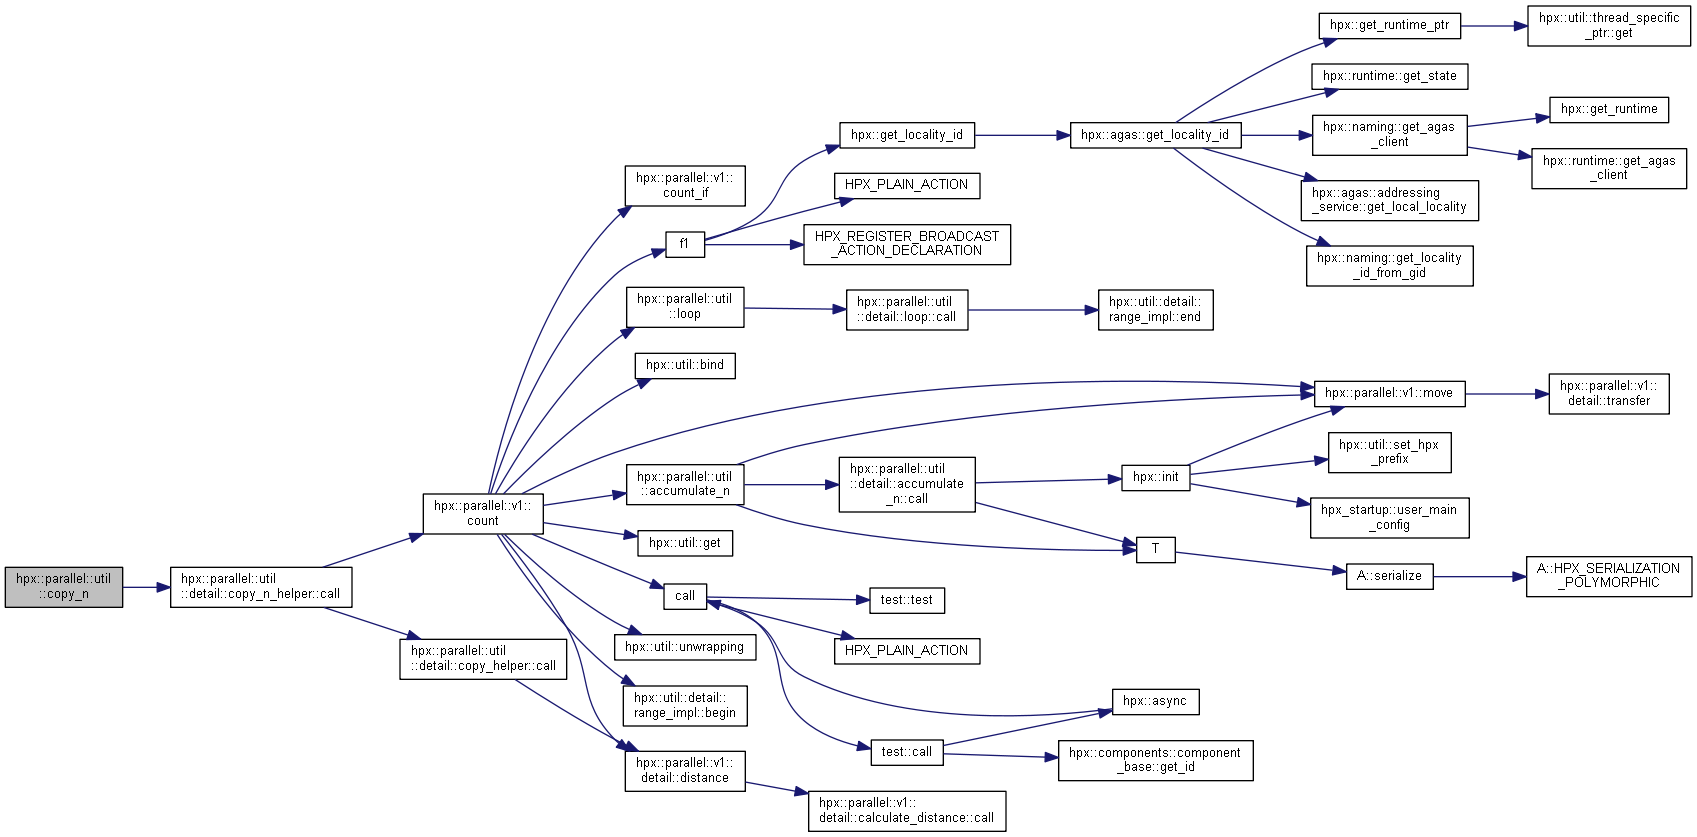 hpx::parallel::util
::copy_n
hpx::parallel::util
::detail::copy_n_helper::call
hpx::parallel::v1::
count
hpx::parallel::util
::detail::copy_helper::call
hpx::parallel::v1::
count_if
f1
hpx::parallel::util
::loop
hpx::util::bind
hpx::parallel::util
::accumulate_n
hpx::util::get
call
hpx::util::unwrapping
hpx::util::detail::
range_impl::begin
hpx::parallel::v1::
detail::distance
hpx::get_locality_id
HPX_PLAIN_ACTION
HPX_REGISTER_BROADCAST
_ACTION_DECLARATION
hpx::parallel::util
::detail::loop::call
hpx::parallel::util
::detail::accumulate
_n::call
test::test
HPX_PLAIN_ACTION
test::call
hpx::parallel::v1::
detail::calculate_distance::call
hpx::agas::get_locality_id
hpx::util::detail::
range_impl::end
hpx::init
T
hpx::async
hpx::components::component
_base::get_id
hpx::get_runtime_ptr
hpx::runtime::get_state
hpx::naming::get_agas
_client
hpx::agas::addressing
_service::get_local_locality
hpx::naming::get_locality
_id_from_gid
hpx::parallel::v1::move
hpx::util::set_hpx
_prefix
hpx_startup::user_main
_config
A::serialize
hpx::util::thread_specific
_ptr::get
hpx::get_runtime
hpx::runtime::get_agas
_client
hpx::parallel::v1::
detail::transfer
A::HPX_SERIALIZATION
_POLYMORPHIC